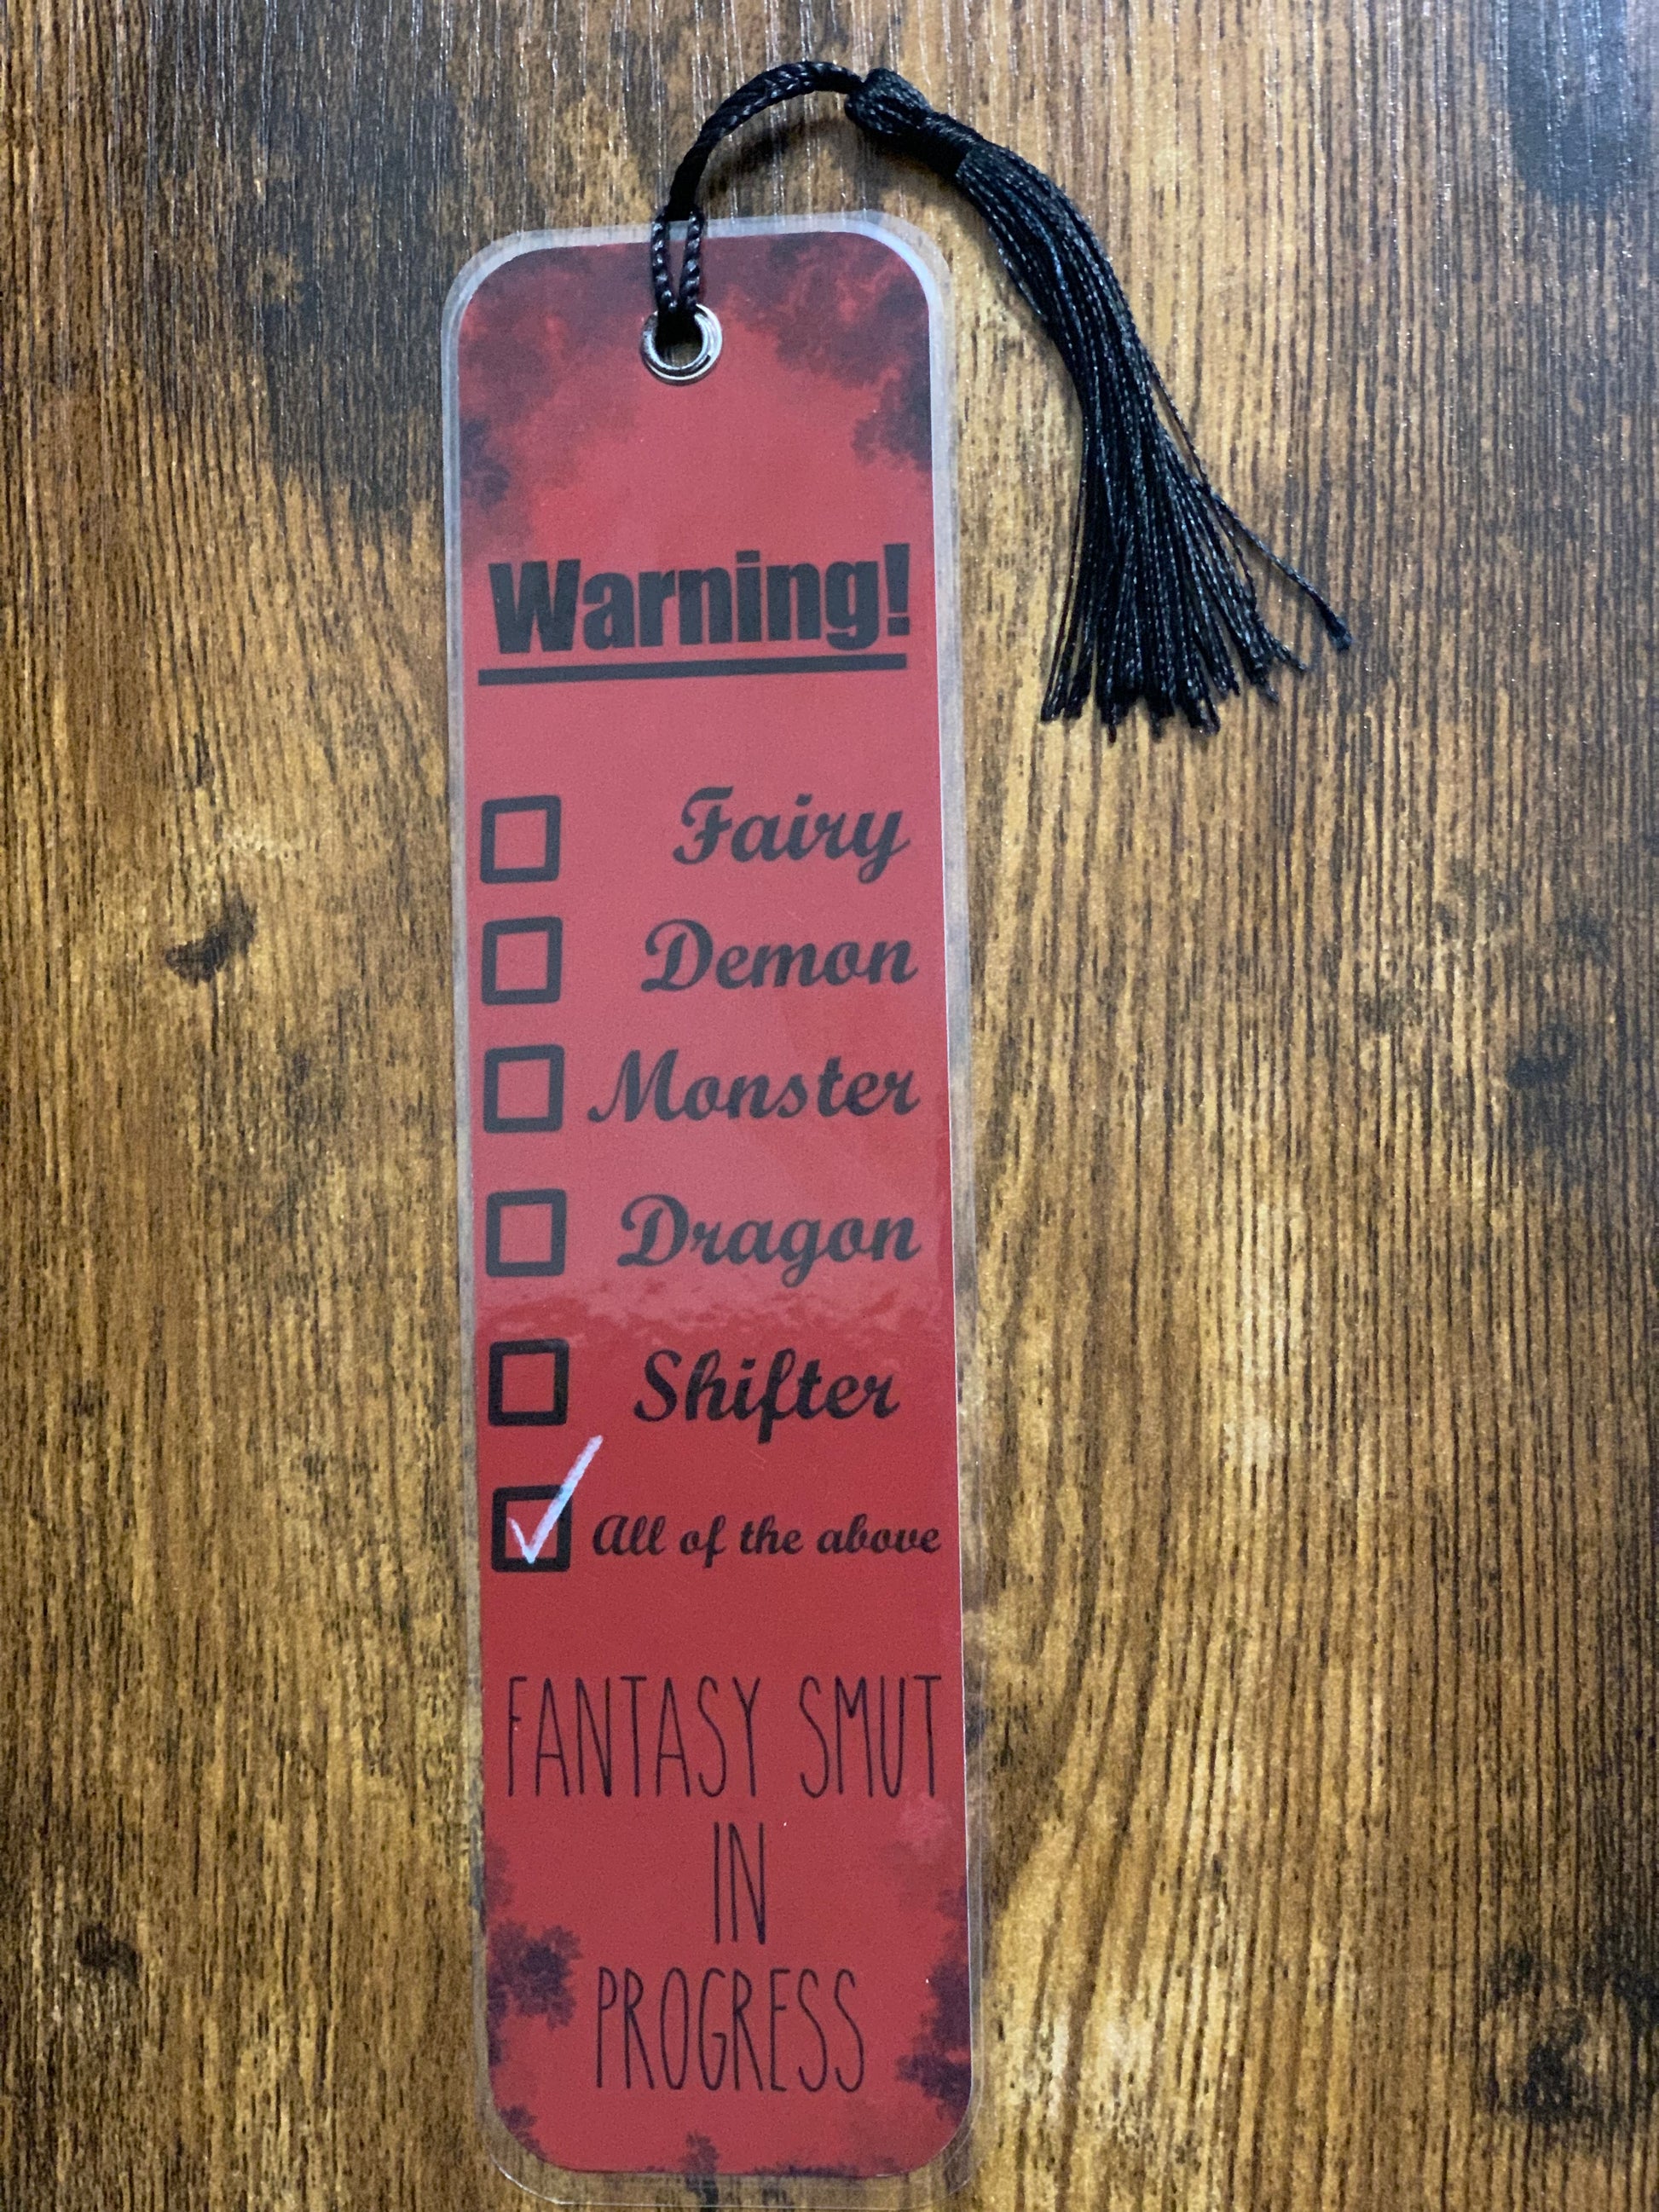 Warning!
Fairy
Demon
Monster
Dragon
Shifter
All of the above
FANTASY SMUT
IN
PROGRESS